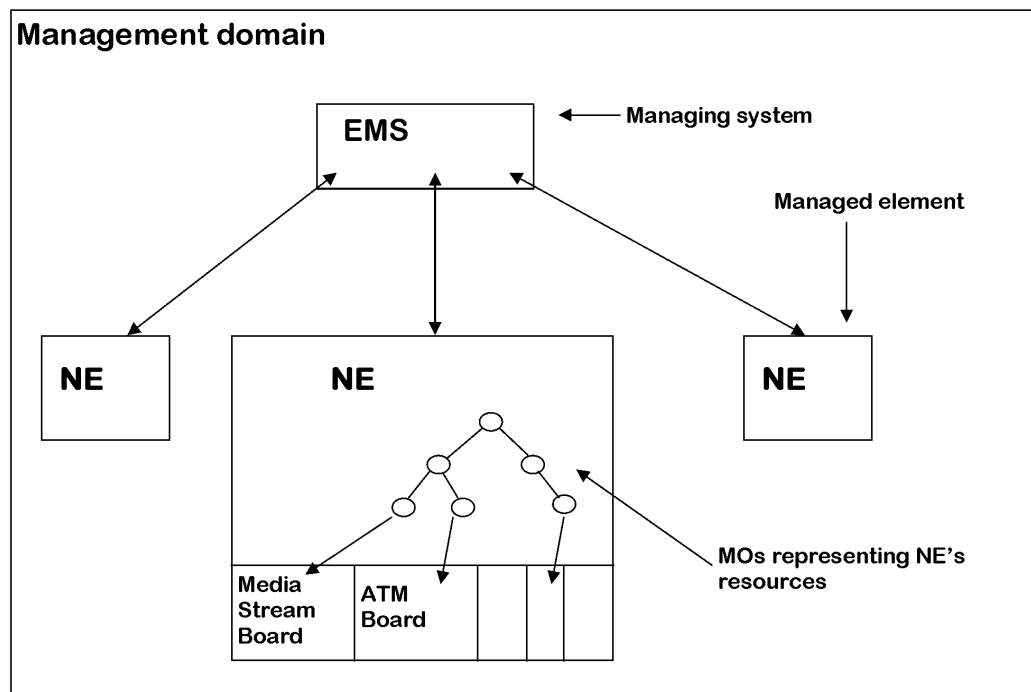 Management domain
EMS
Managing system
Managed element
NE
NE
NE
MOs representing NE's
resources
Media
Stream
Board
ATM
Board